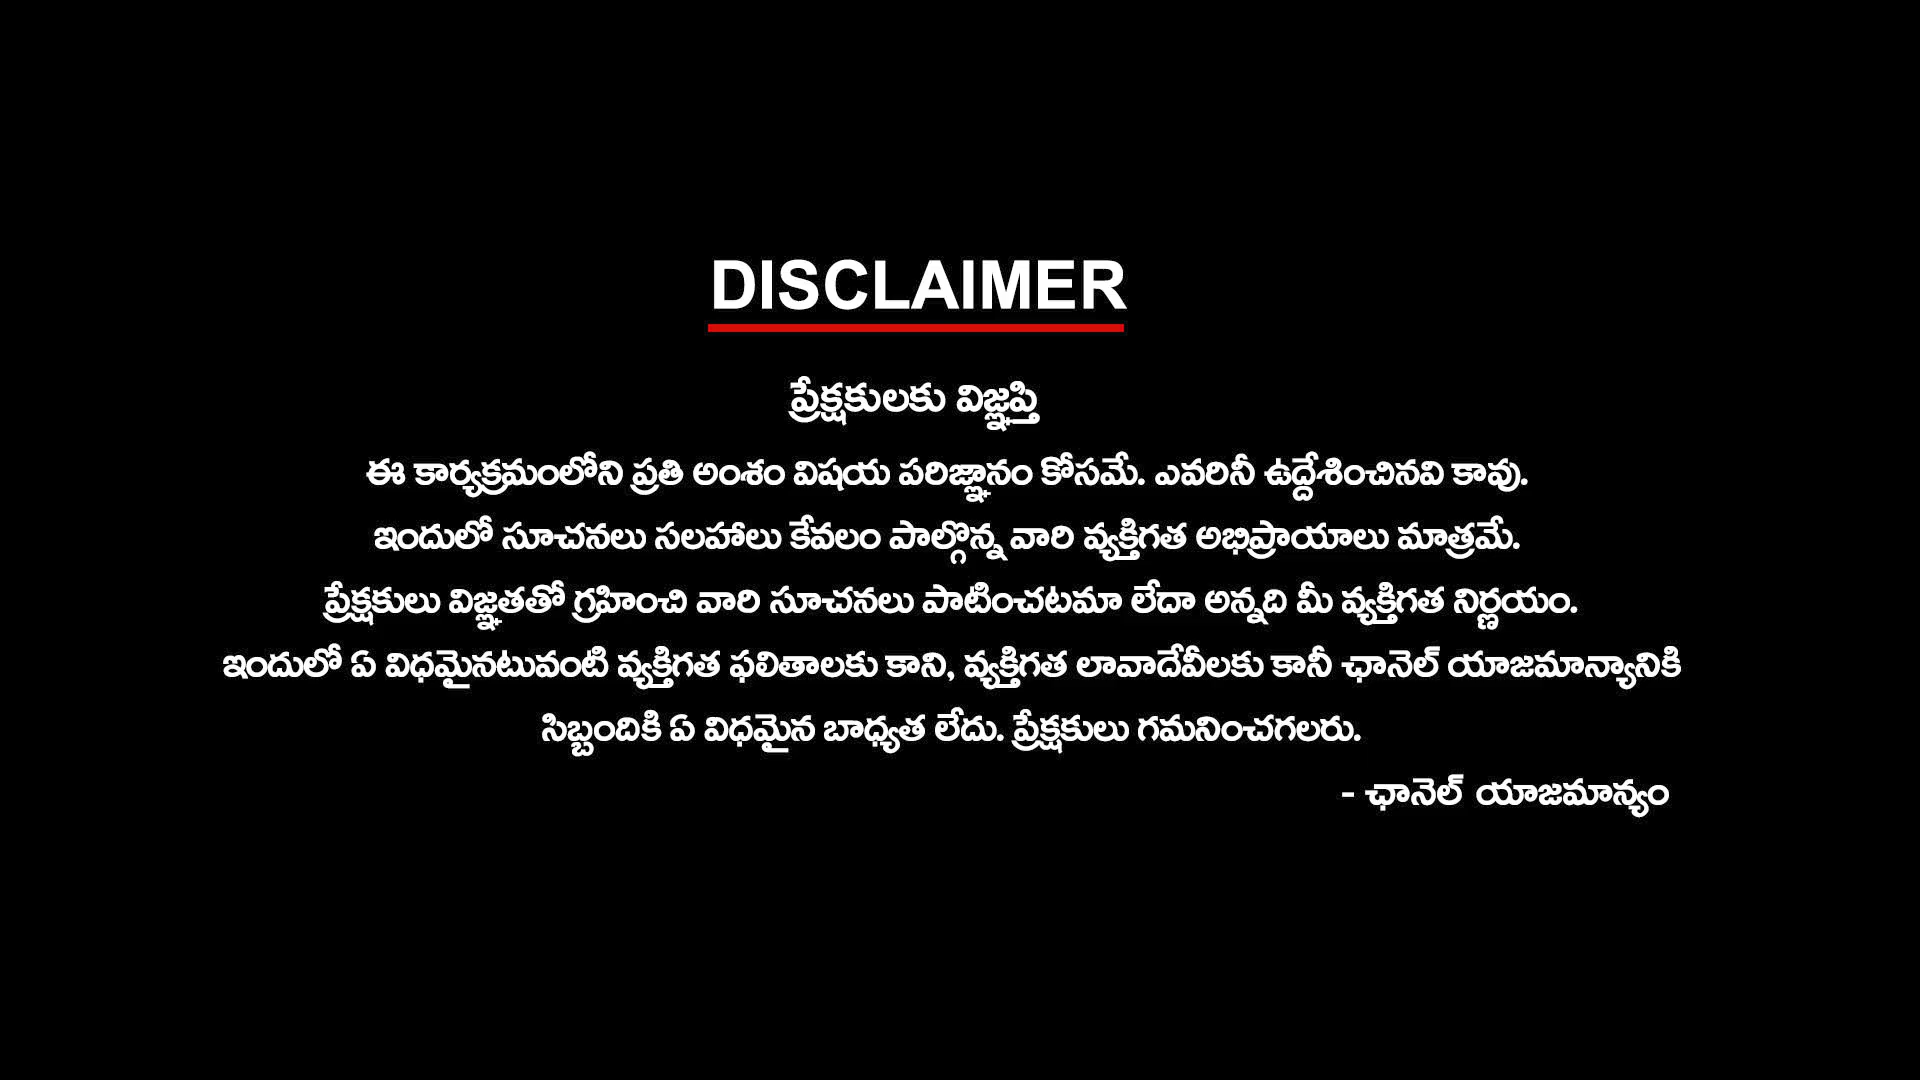 DISCLAIMER
ప్రేక్షకులకు విజ్ఞప్తి
ఈ కార్యక్రమంలోని ప్రతి అంశం విషయ పరిజ్ఞానం కోసమే. ఎవరినీ ఉద్దేశించినవి కావు.
ఇందులో సూచనలు సలహాలు కేవలం పాల్గొన్న వారి వ్యక్తిగత అభిప్రాయాలు మాత్రమే.
ప్రేక్షకులు విజ్ఞతతో గ్రహించి వారి సూచనలు పాటించటమా లేదా అన్నది మీ వ్యక్తిగత నిర్ణయం.
ఇందులో ఏ విధమైనటువంటి వ్యక్తిగత ఫలితాలకు కాని, వ్యక్తిగత లావాదేవీలకు కానీ ఛానెల్ యాజమాన్యానికి
సిబ్బందికి ఏ విధమైన బాధ్యత లేదు. ప్రేక్షకులు గమనించగలరు.
- ఛానెల్ యాజమాన్యం